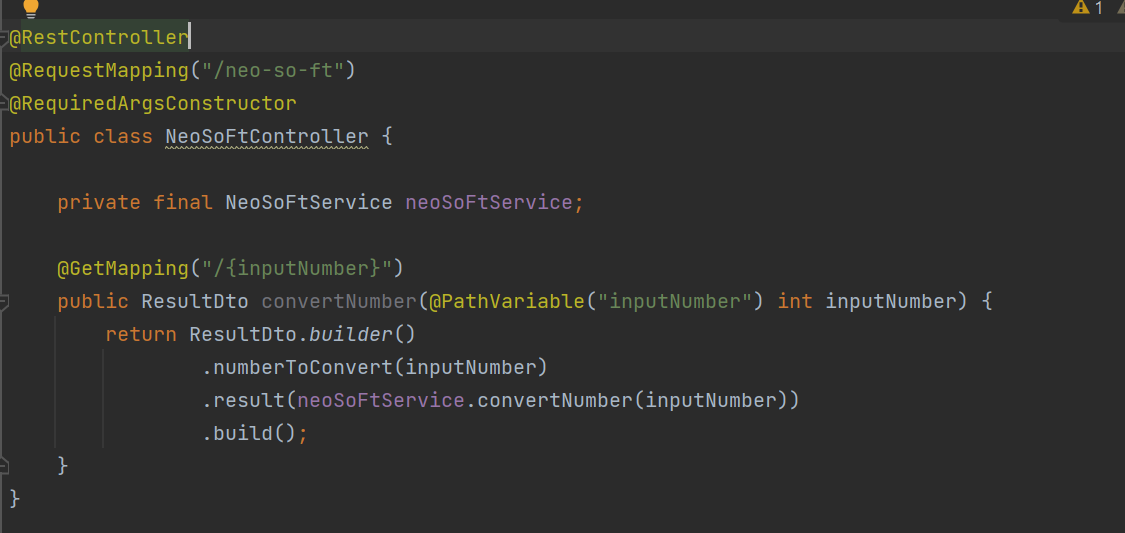 1
@RestController
@RequestMapping("/neo-so-ft")
@RequiredArgsConstructor
public class NeoSoFtController {
private final NeoSoFtService neoSoFtService;
@GetMapping("/{inputNumber}")
public ResultDto convertNumber(@PathVariable("inputNumber") int inputNumber) {
return ResultDto.builder()
.numberToConvert(inputNumber)
.result(neoSoFtService.convertNumber(inputNumber))
.build();
}
}